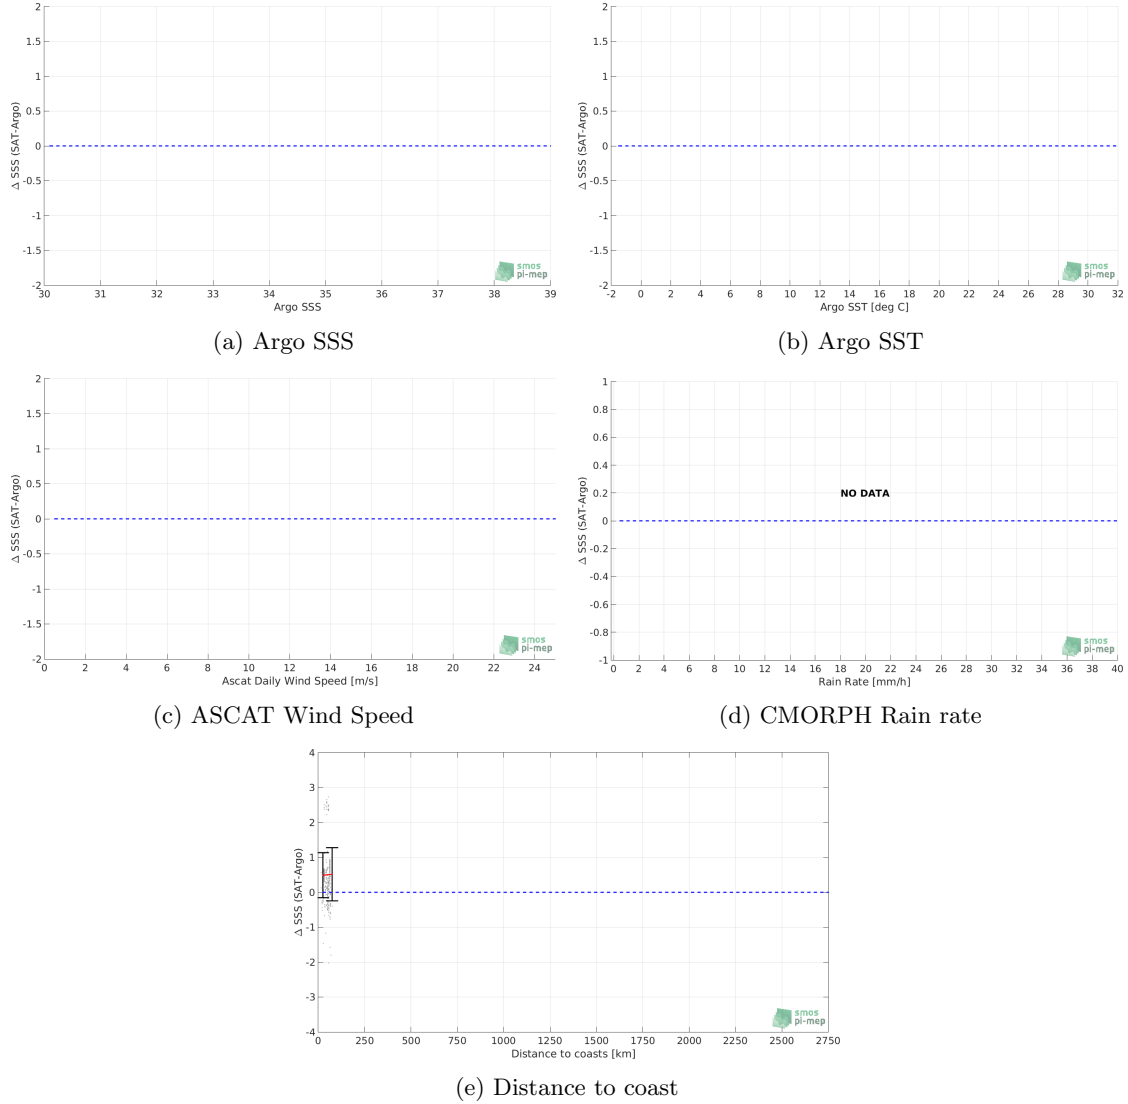 2
1.5
1
0.5
0
-0.5
-1
-1.5
-2
Δ SSS (SAT-Argo)
30 31 32 33 34 35 36 37 38 39
Argo SSS
smos
pi-mep
(a) Argo SSS
2
1.5
1
0.5
0
-0.5
-1
-1.5
-2
Δ SSS (SAT-Argo)
-2 0 2 4 6 8 10 12 14 16 18 20 22 24 26 28 30 32
Argo SST [deg C]
smos
pi-mep
(b) Argo SST
2
1.5
1
0.5
0
-0.5
-1
-1.5
-2
Δ SSS (SAT-Argo)
0 2 4 6 8 10 12 14 16 18 20 22 24
Ascat Daily Wind Speed [m/s]
smos
pi-mep
(c) ASCAT Wind Speed
1
0.8
0.6
0.4
0.2
0
-0.2
-0.4
-0.6
-0.8
-1
Δ SSS (SAT-Argo)
NO DATA
0 2 4 6 8 10 12 14 16 18 20 22 24 26 28 30 32 34 36 38 40
Rain Rate [mm/h]
smos
pi-mep
(d) CMORPH Rain rate
4
3
2
1
0
-1
-2
-3
-4
Δ SSS (SAT-Argo)
0 250 500 750 1000 1250 1500 1750 2000 2250 2500 2750
Distance to coasts [km]
smos
pi-mep
(e) Distance to coast